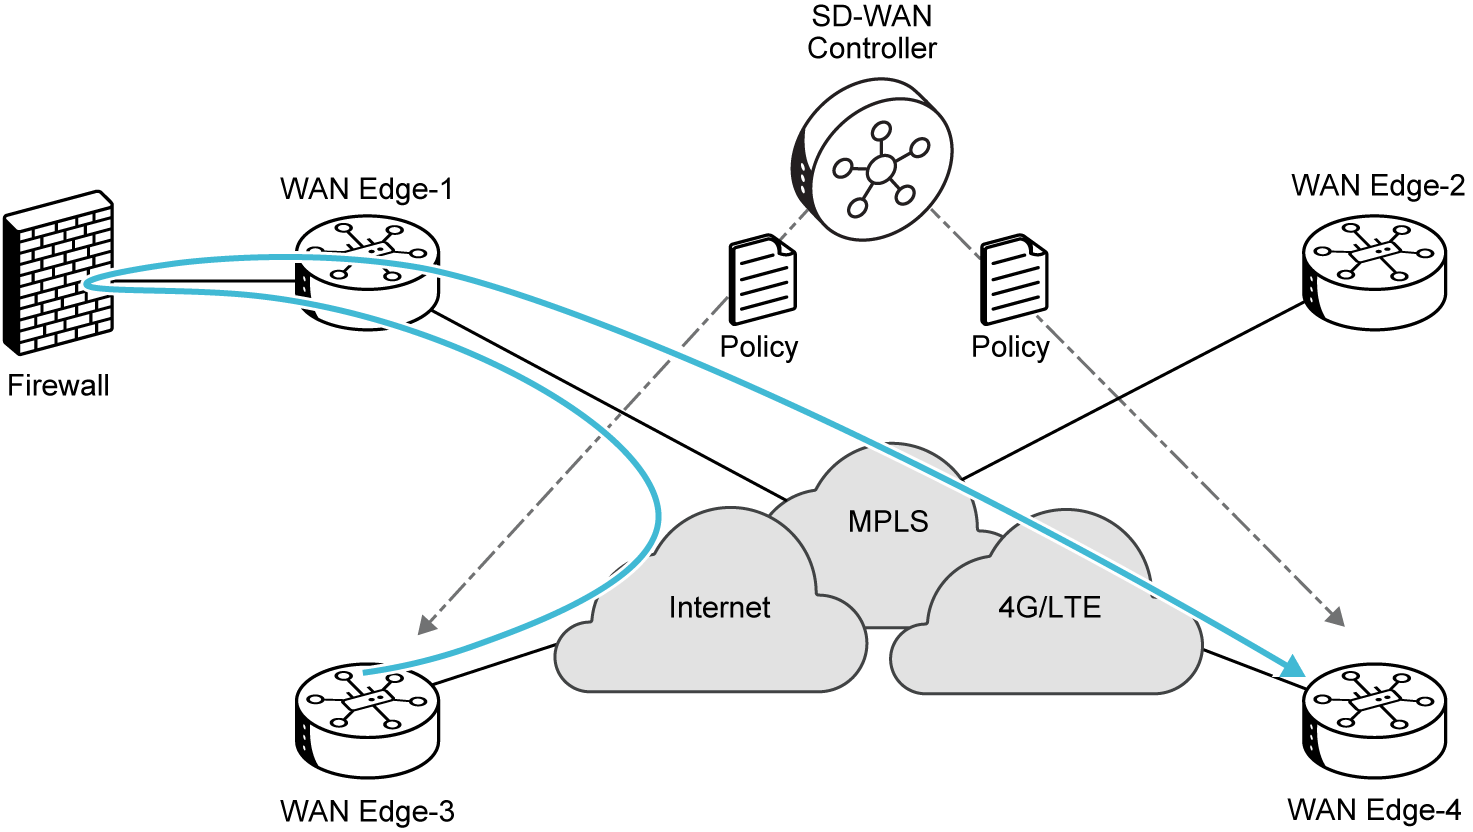 SD-WAN
Controller
WAN Edge-1
WAN Edge-2
Policy
Policy
Firewall
MPLS
Internet
4G/LTE
WAN Edge-3
WAN Edge-4